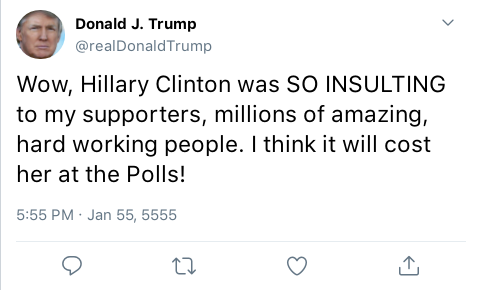 Donald J. Trump
@realDonaldTrump
Wow, Hillary Clinton was SO INSULTING
to my supporters, millions of amazing,
hard working people. I think it will cost
her at the Polls!
5:55 PM · Jan 55, 5555